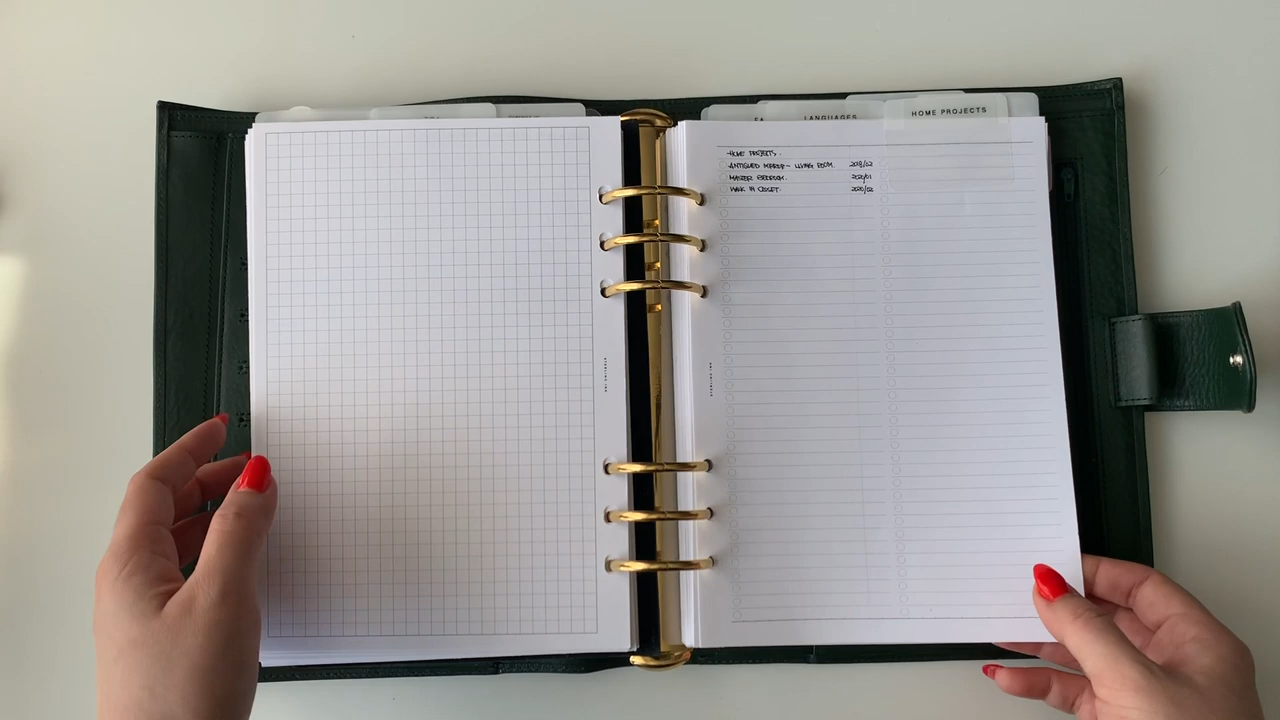 LANGUAGES
HOME PROJECTS
HOME PROJECTS.
ANTIQUED MIRROR - LIVING ROOM. 2019/02
MASTER BEDROOM. 2020/01
WALK IN CLOSET. 2020/02